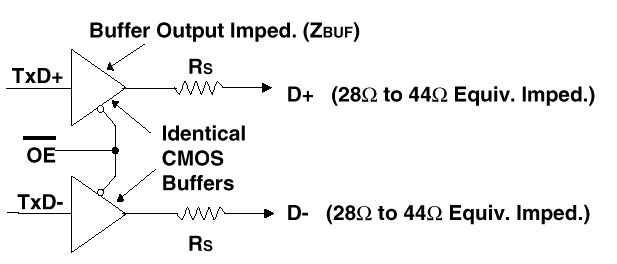 Buffer Output Imped. (ZBUF)
TxD+
Rs
D+ (28Ω to 44Ω Equiv. Imped.)
Identical
CMOS
Buffers
OE
TxD-
D- (28Ω to 44Ω Equiv. Imped.)
Rs